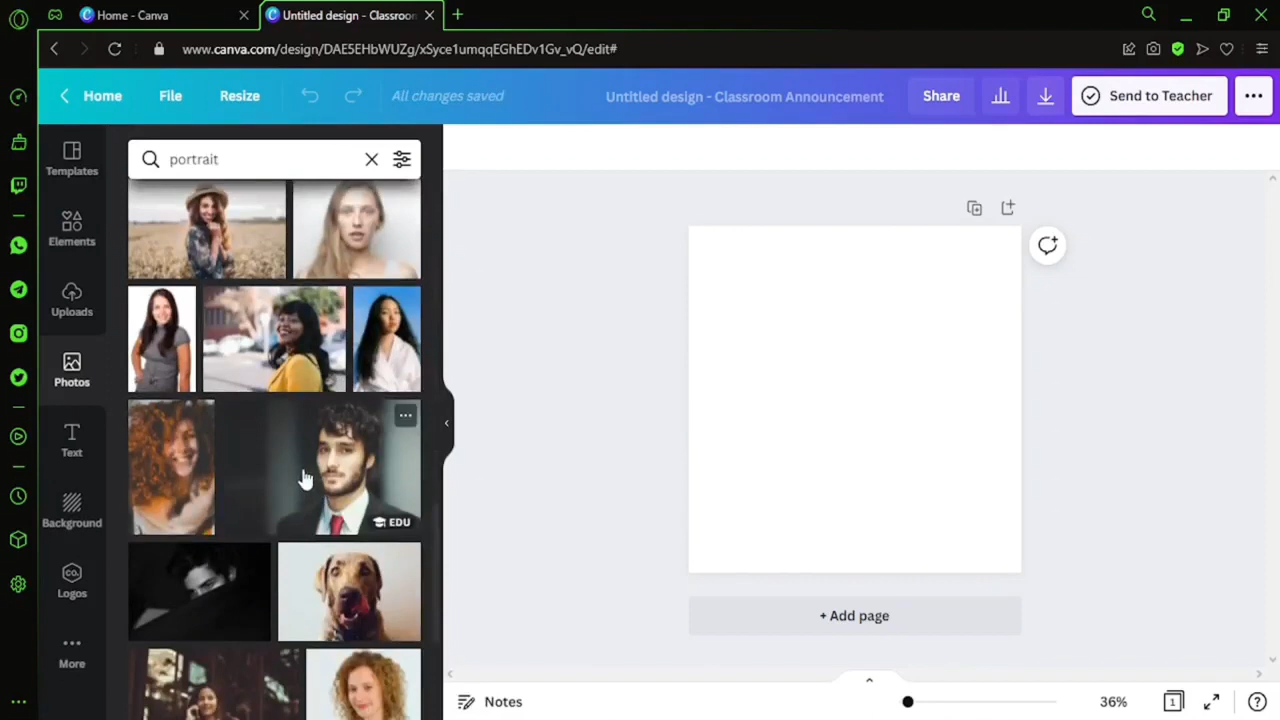 Home - Canva
Untitled design - Classroom
www.canva.com/design/DAE5EHbWUZg/xSyce1umqqEGhEDv1Gv_vQ/edit#
Home
File
Resize
All changes saved
Untitled design - Classroom Announcement
Share
Send to Teacher
Templates
Elements
Uploads
Photos
Text
Background
CO.
Logos
More
portrait
EDU
+ Add page
Notes
36%
1
?